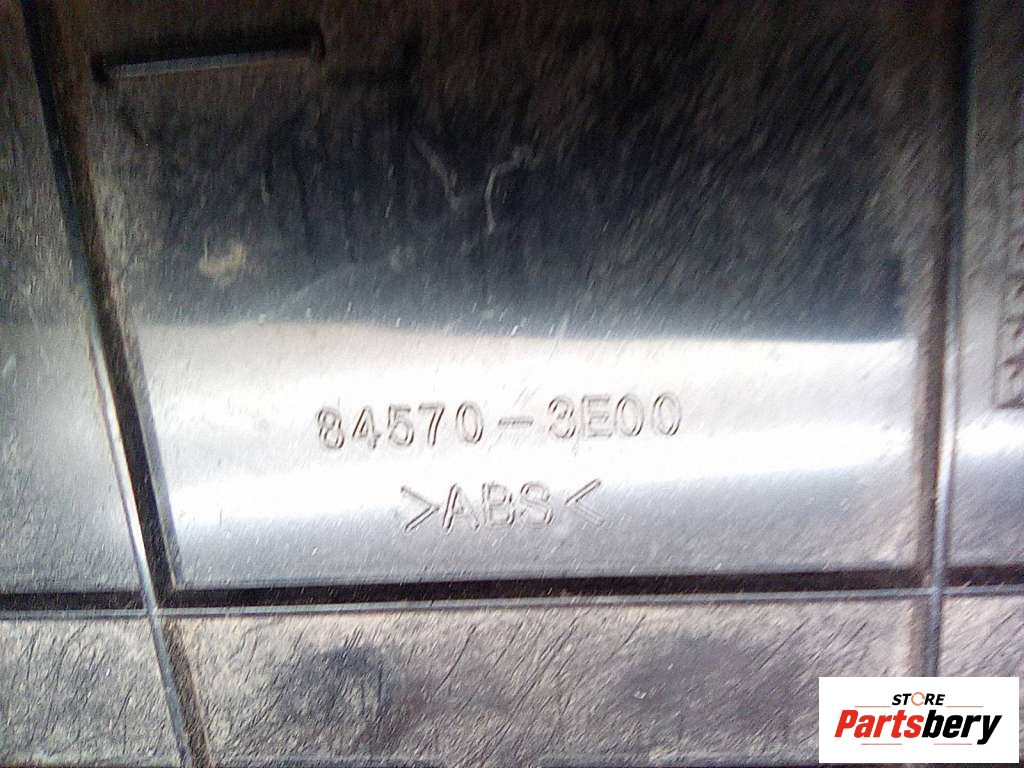 84570-3E00
>ABS<
STORE
Partsbery